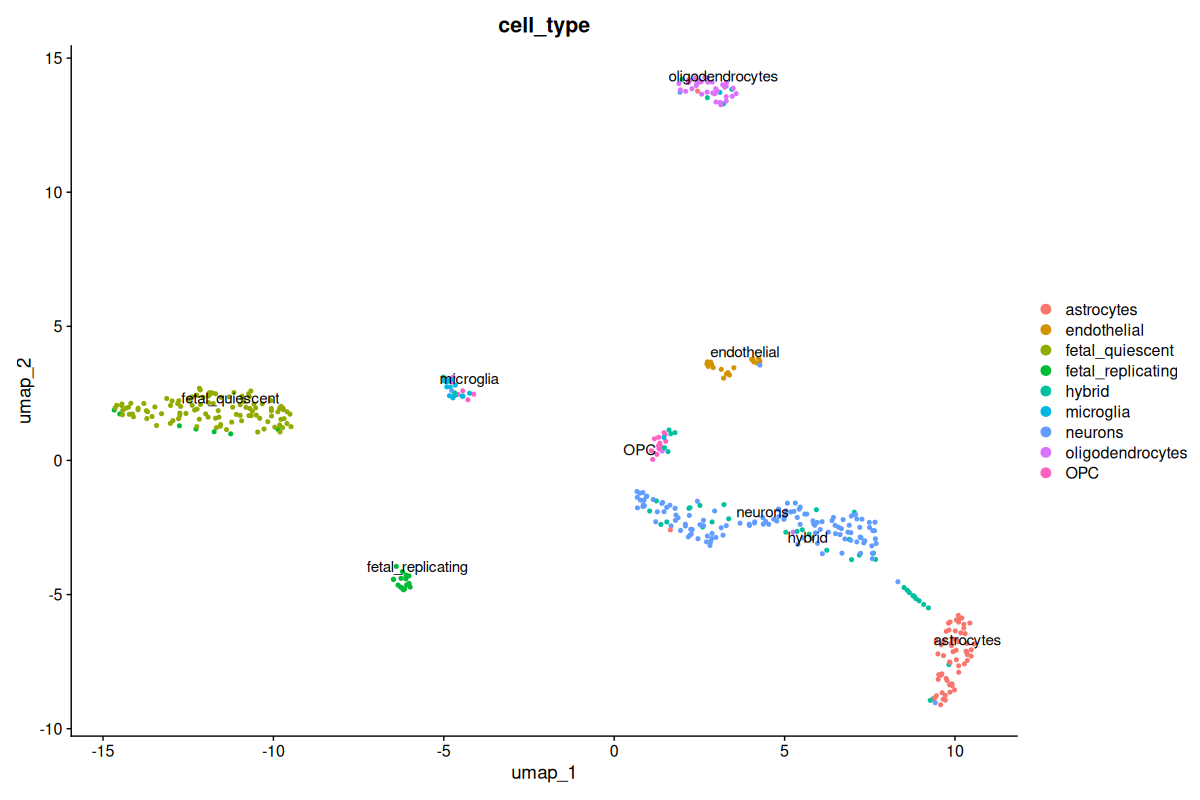 cell_type
15
10
5
0
-5
-10
umap_2
-15
-10
-5
0
5
10
umap_1
oligodendrocytes
endothelial
microglia
fetal_quiescent
OPC
neurons
hybrid
fetal_replicating
astrocytes
astrocytes
endothelial
fetal_quiescent
fetal_replicating
hybrid
microglia
neurons
oligodendrocytes
OPC